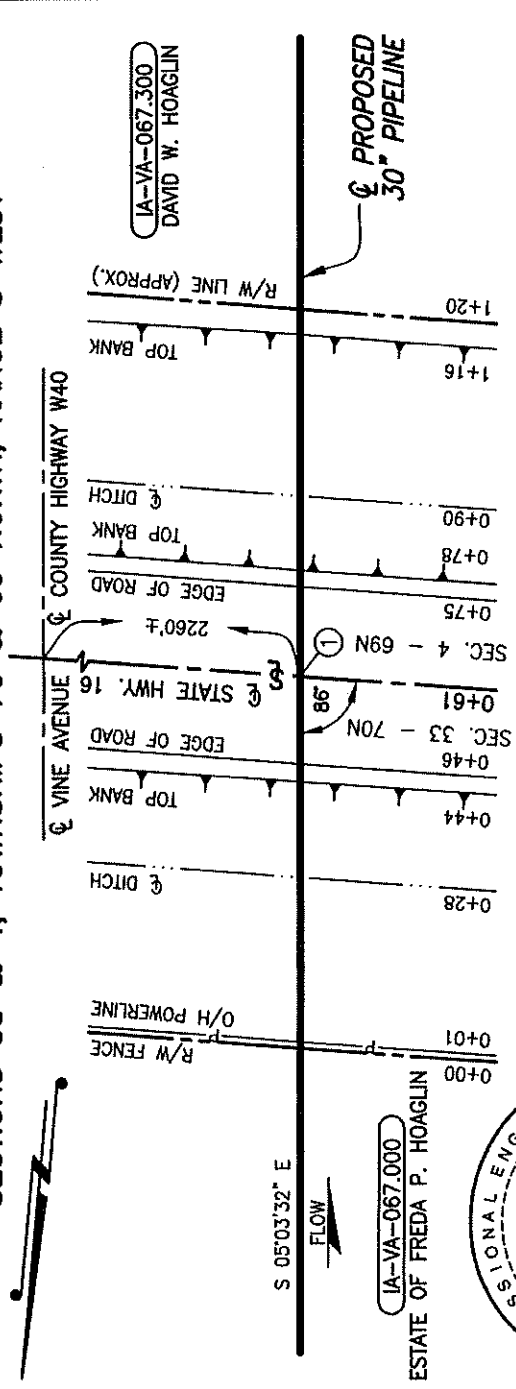 ℄ VINE AVENUE
℄ COUNTY HIGHWAY W40
2260'±
R/W FENCE
O/H POWERLINE
℄ DITCH
TOP BANK
EDGE OF ROAD
℄ STATE HWY. 16
EDGE OF ROAD
TOP BANK
℄ DITCH
TOP BANK
R/W LINE (APPROX.)
IA-VA-067.300
DAVID W. HOAGLIN
S 05°03'32" E
FLOW
86°
1
℄ PROPOSED
30" PIPELINE
IA-VA-067.000
ESTATE OF FREDA P. HOAGLIN
0+00
0+01
0+28
0+44
0+46
SEC. 33 - 70N
0+61
SEC. 4 - 69N
0+75
0+78
0+90
1+16
1+20
SSIONAL ENG